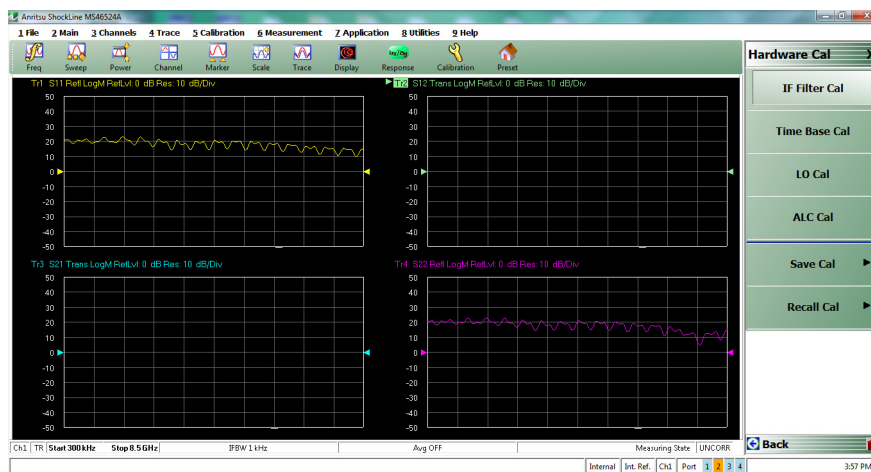 Anritsu ShockLine MS46524A
1 File 2 Main 3 Channels 4 Trace 5 Calibration 6 Measurement 7 Application 8 Utilities 9 Help
Freq Sweep Power Channel Marker Scale Trace Display Response Calibration Preset
Hardware Cal
IF Filter Cal
Time Base Cal
LO Cal
ALC Cal
Save Cal
Recall Cal
Back
Tr1 S11 Refl LogM RefLvl: 0 dB Res: 10 dB/Div
50
40
30
20
10
0
-10
-20
-30
-40
-50
Tr2 S12 Trans LogM RefLvl: 0 dB Res: 10 dB/Div
50
40
30
20
10
0
-10
-20
-30
-40
-50
Tr3 S21 Trans LogM RefLvl: 0 dB Res: 10 dB/Div
50
40
30
20
10
0
-10
-20
-30
-40
-50
Tr4 S22 Refl LogM RefLvl: 0 dB Res: 10 dB/Div
50
40
30
20
10
0
-10
-20
-30
-40
-50
Ch1 TR Start 300 kHz Stop 8.5 GHz IFBW 1 kHz Avg OFF Measuring State UNCORR
Internal Int. Ref. Ch1 Port 1 2 3 4 3:57 PM